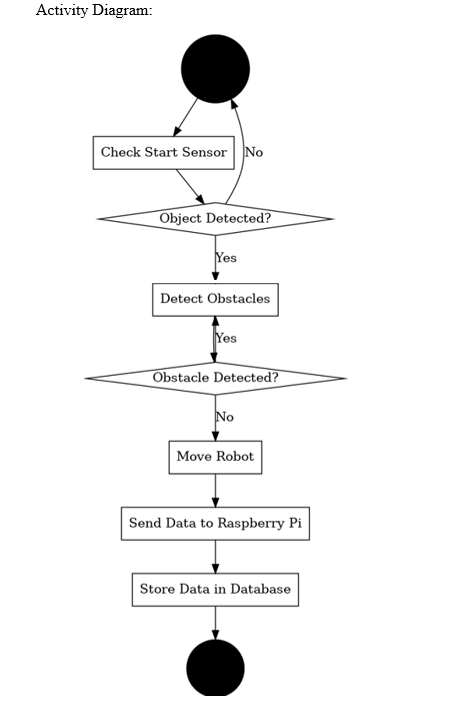 Activity Diagram:
Check Start Sensor
No
Object Detected?
Yes
Detect Obstacles
Yes
Obstacle Detected?
No
Move Robot
Send Data to Raspberry Pi
Store Data in Database